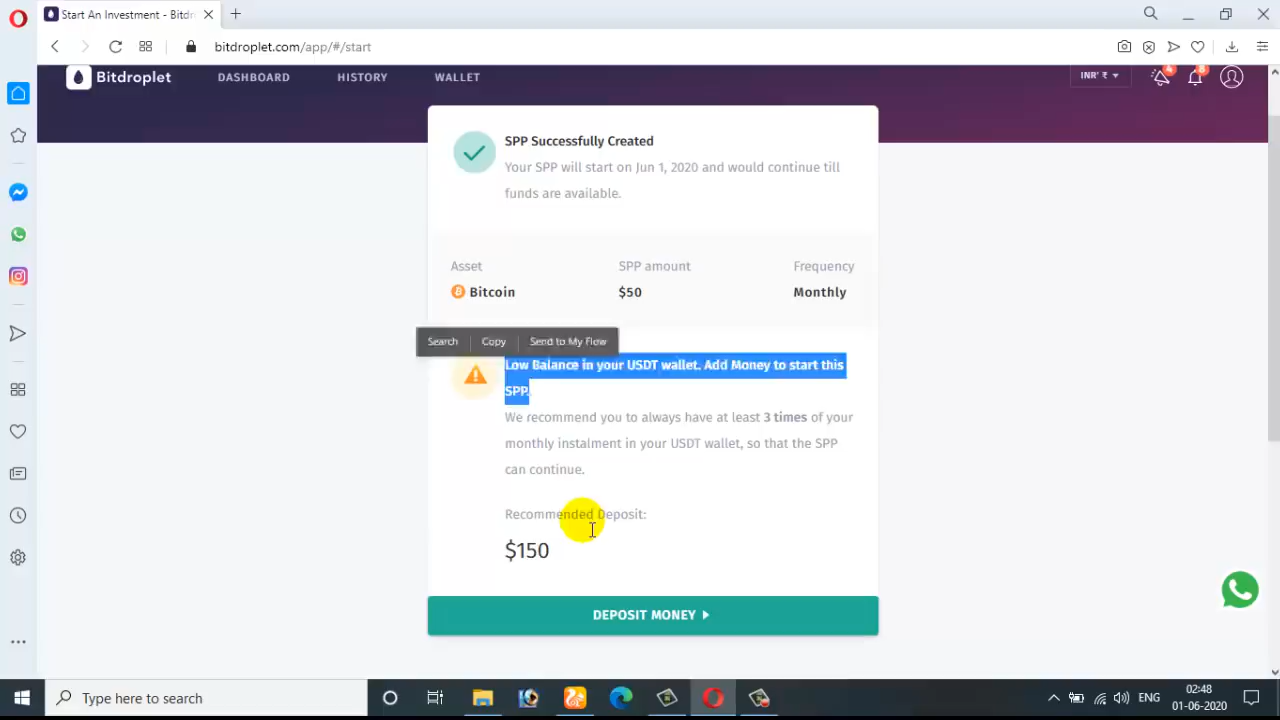 Start An Investment - Bitdr
bitdroplet.com/app/#/start
Bitdroplet
DASHBOARD
HISTORY
WALLET
INR' ₹
4
8
SPP Successfully Created
Your SPP will start on Jun 1, 2020 and would continue till
funds are available.
Asset
SPP amount
Frequency
Bitcoin
$50
Monthly
Search
Copy
Send to My Flow
Low Balance in your USDT wallet. Add Money to start this
SPP.
We recommend you to always have at least 3 times of your
monthly instalment in your USDT wallet, so that the SPP
can continue.
Recommended Deposit:
$150
DEPOSIT MONEY
Type here to search
ENG
02:48
01-06-2020